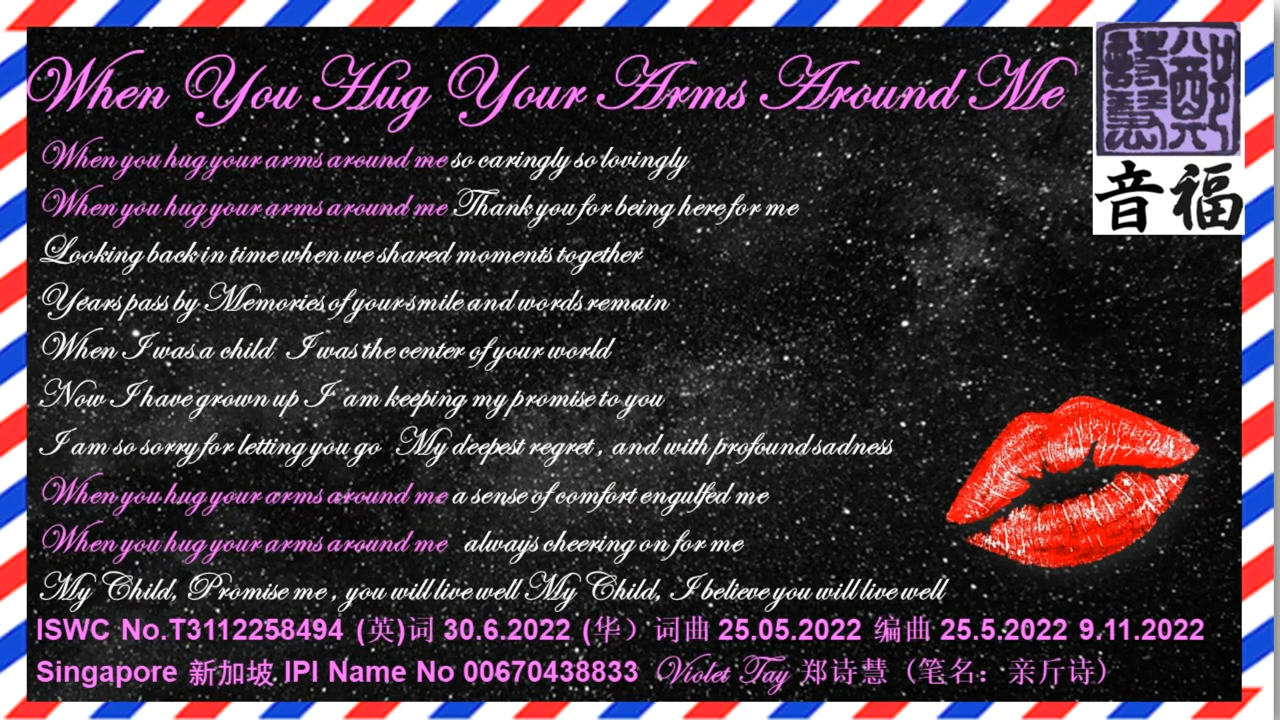 When You Hug Your Arms Around Me
When you hug your arms around me so caringly so lovingly
When you hug your arms around me Thank you for being here for me
Looking back in time when we shared moments together
Years pass by Memories of your smile and words remain
When I was a child I was the center of your world
Now I have grown up I am keeping my promise to you
I am so sorry for letting you go My deepest regret , and with profound sadness
When you hug your arms around me a sense of comfort engulfed me
When you hug your arms around me always cheering on for me
My Child, Promise me , you will live well My Child, I believe you will live well
ISWC No.T3112258494 (英)词 30.6.2022 (华）词曲 25.05.2022 编曲 25.5.2022 9.11.2022
Singapore 新加坡 IPI Name No 00670438833 Violet Tay 郑诗慧（笔名：亲斤诗）
鄭詩慧
音福